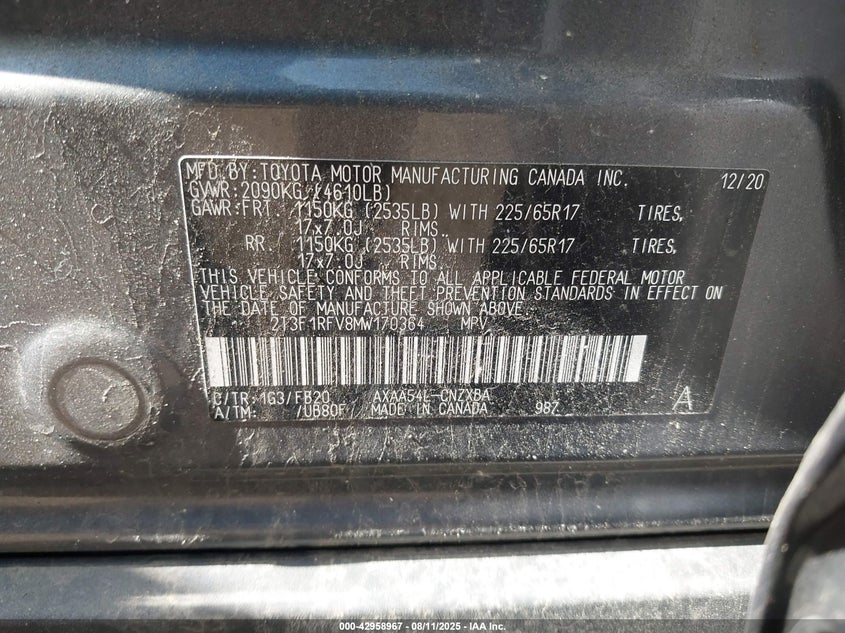 MFD BY:TOYOTA MOTOR MANUFACTURING CANADA INC. 12/20
GVWR:2090KG (4610LB)
GAWR:FRT 1150KG (2535LB) WITH 225/65R17 TIRES,
17x7.0J RIMS.
RR 1150KG (2535LB) WITH 225/65R17 TIRES,
17x7.0J RIMS.
THIS VEHICLE CONFORMS TO ALL APPLICABLE FEDERAL MOTOR
VEHICLE SAFETY AND THEFT PREVENTION STANDARDS IN EFFECT ON
THE DATE OF MANUFACTURE SHOWN ABOVE.
2T3F1RFV8MW170364 MPV
C/TR:1G3/FB20 AXAA54L-CNZXBA A
A/TM: /UB80F MADE IN CANADA 987
000-42958967 - 08/11/2025 - IAA Inc.